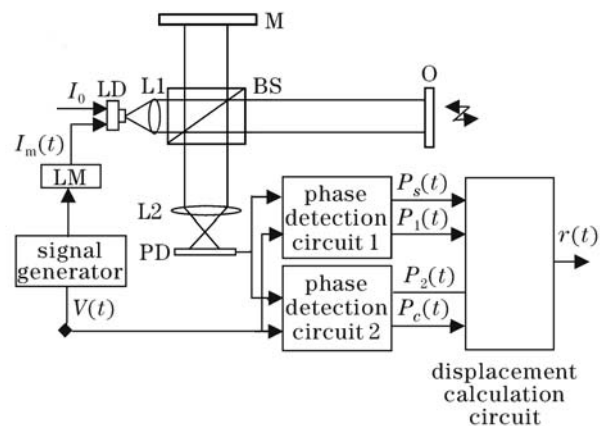 M
LD
L1
BS
O
I₀
Iₘ(t)
LM
L2
PD
signal
generator
V(t)
phase
detection
circuit 1
phase
detection
circuit 2
Pₛ(t)
P₁(t)
P₂(t)
P_c(t)
r(t)
displacement
calculation
circuit